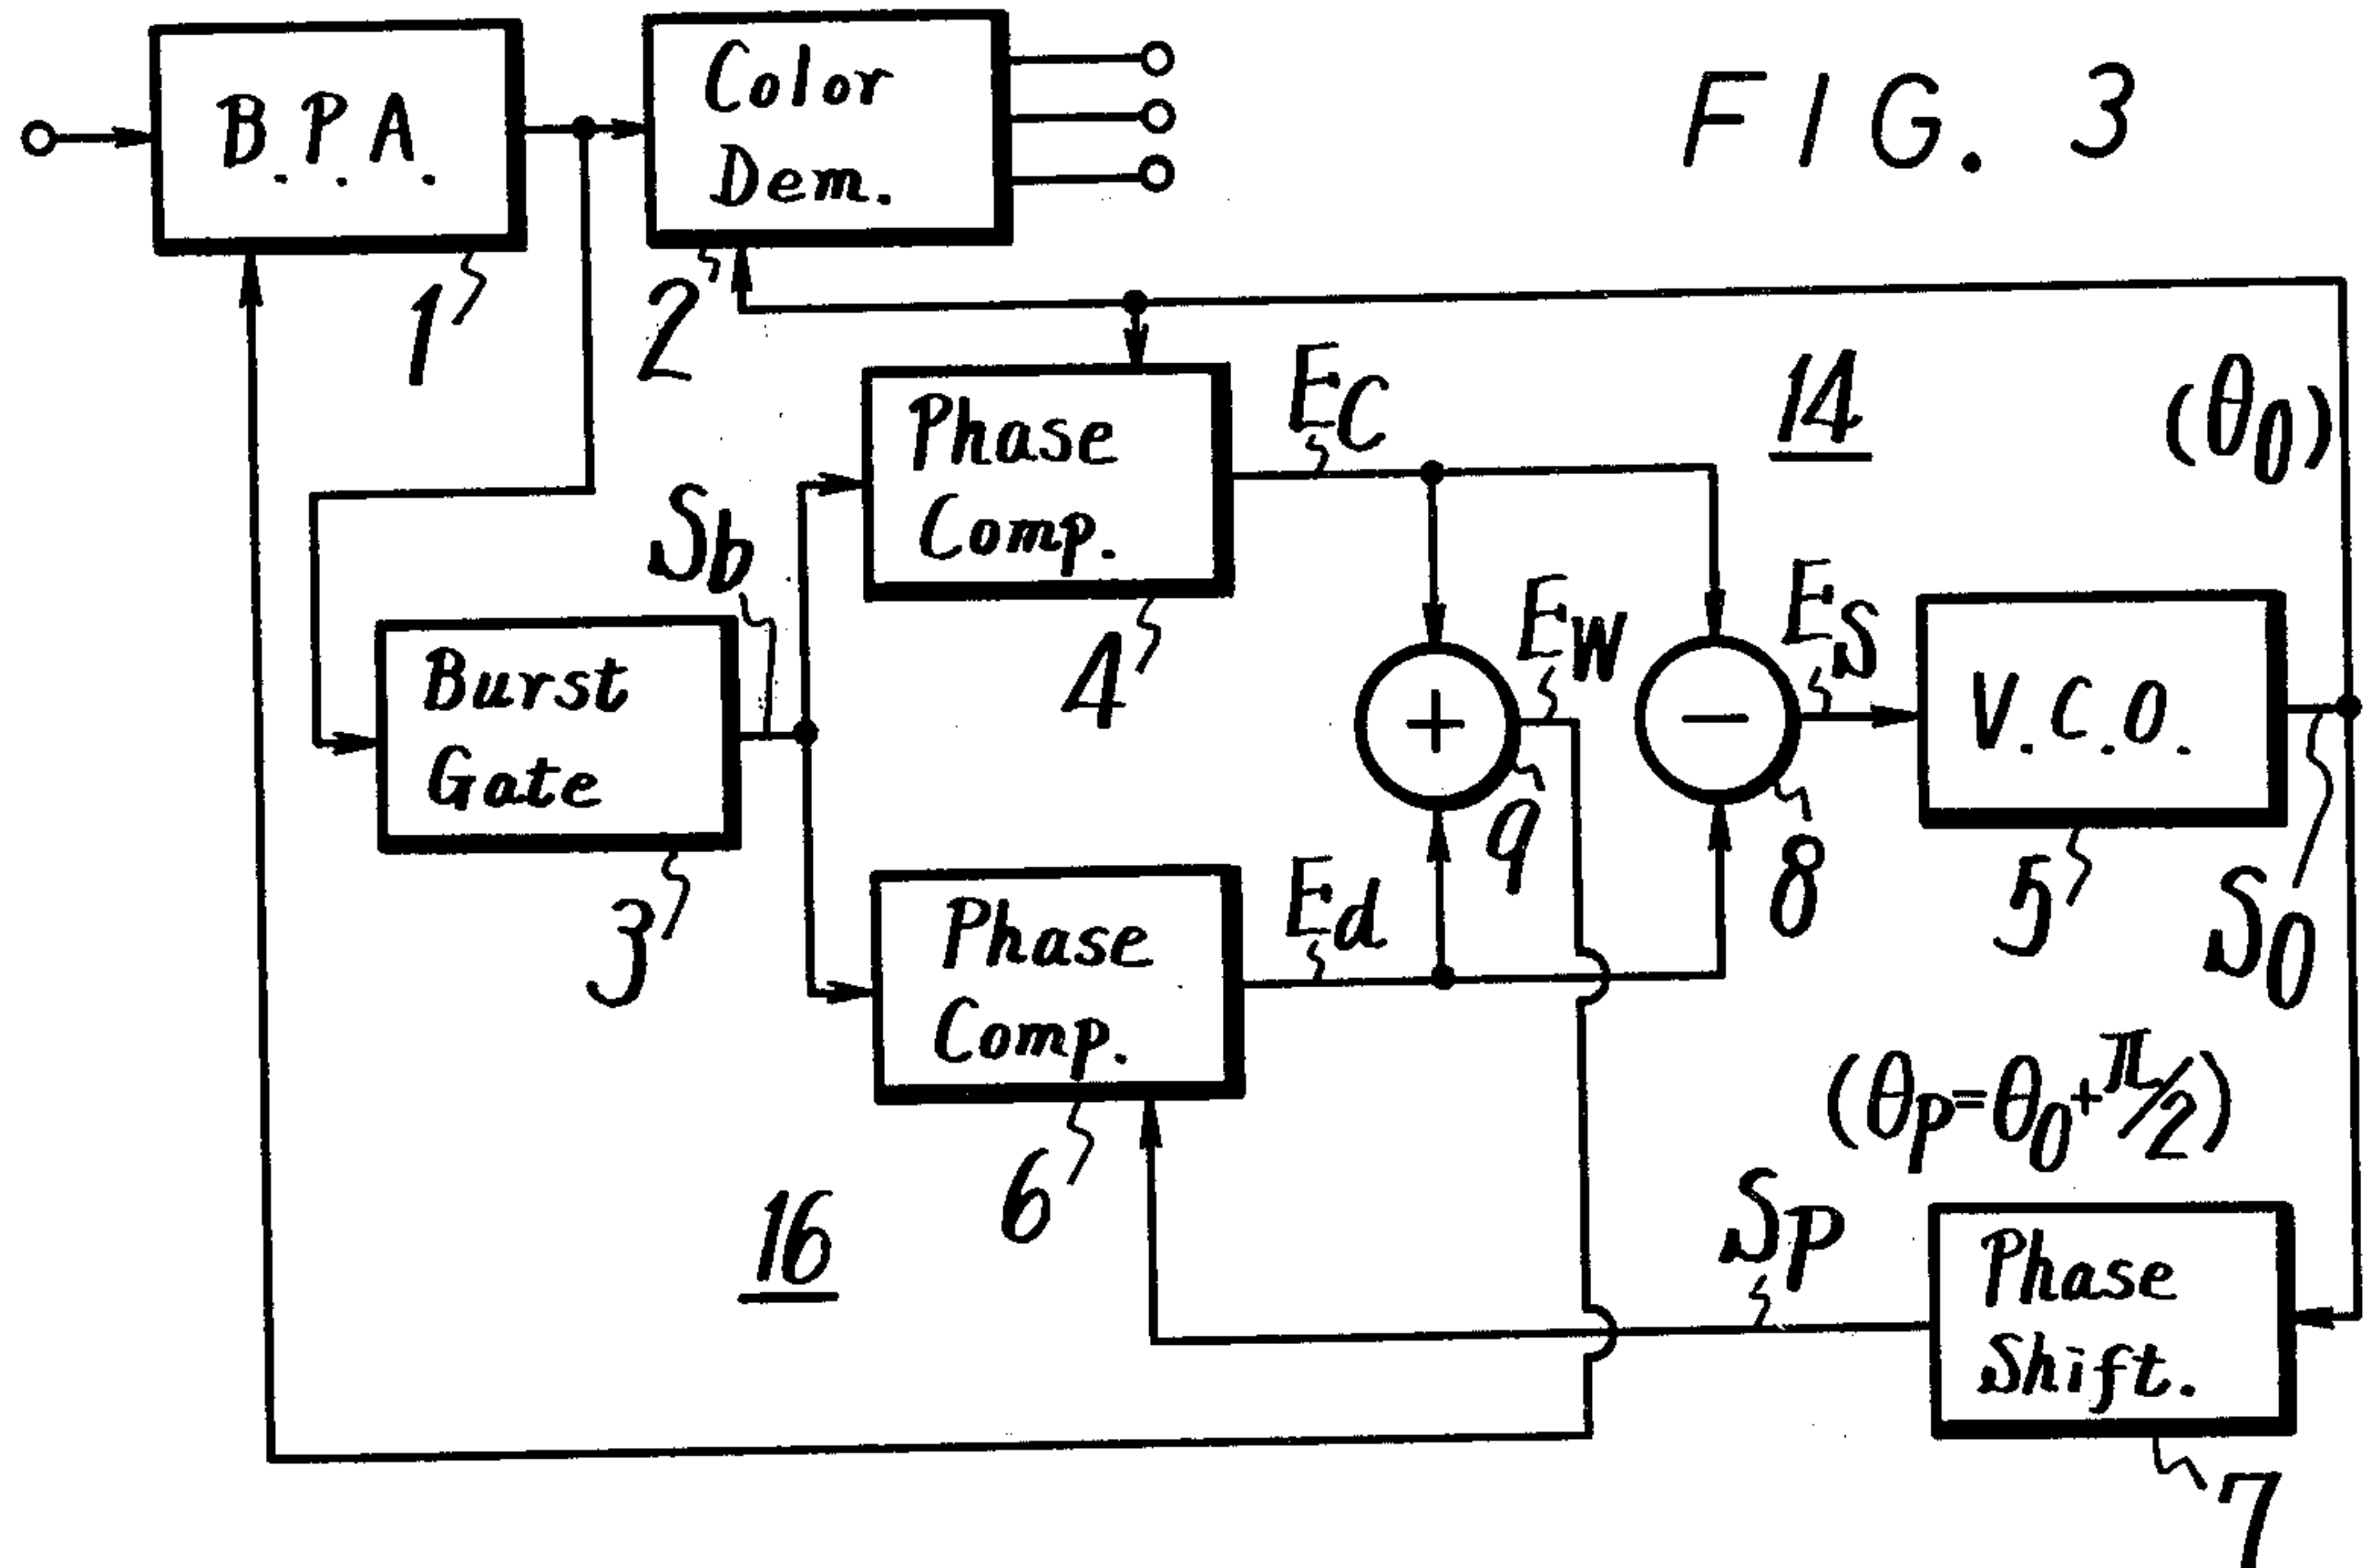 FIG. 3
B.P.A.
Color
Dem.
1
2
Phase
Comp.
EC
14
(θ0)
Sb
4
EW
ES
Burst
Gate
+
−
V.C.O.
3
9
8
5
S0
Phase
Comp.
Ed
6
(θP=θ0+π/2)
16
SP
Phase
Shift.
7